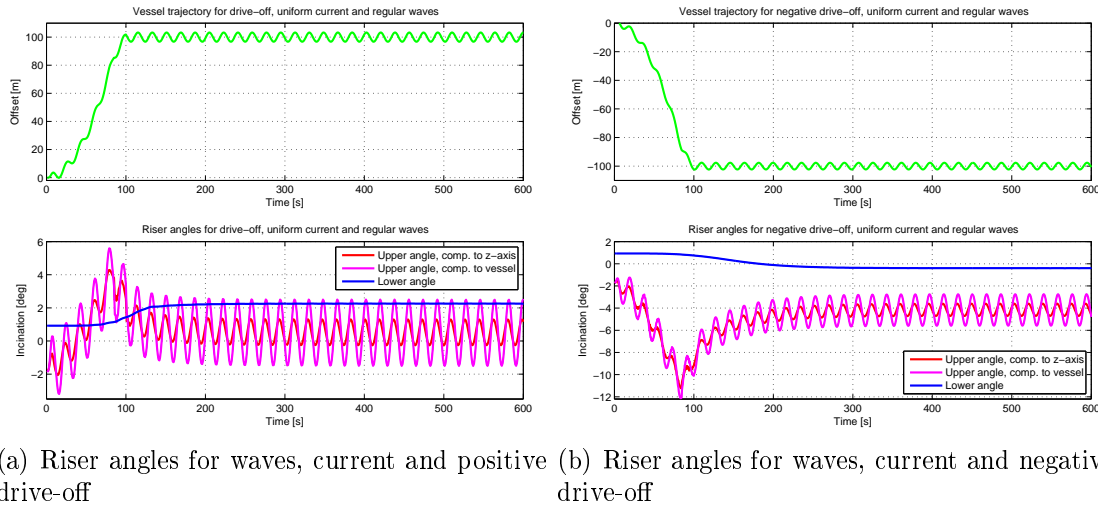 Vessel trajectory for drive−off, uniform current and regular waves
Offset [m]
100
80
60
40
20
0
0 100 200 300 400 500 600
Time [s]
Riser angles for drive−off, uniform current and regular waves
Inclination [deg]
6
4
2
0
−2
Upper angle, comp. to z−axis
Upper angle, comp. to vessel
Lower angle
0 100 200 300 400 500 600
Time [s]
Vessel trajectory for negative drive−off, uniform current and regular waves
Offset [m]
0
−20
−40
−60
−80
−100
0 100 200 300 400 500 600
Time [s]
Riser angles for negative drive−off, uniform current and regular waves
Inclination [deg]
2
0
−2
−4
−6
−8
−10
−12
Upper angle, comp. to z−axis
Upper angle, comp. to vessel
Lower angle
0 100 200 300 400 500 600
Time [s]
(a) Riser angles for waves, current and positive
drive-off
(b) Riser angles for waves, current and negativ
drive-off